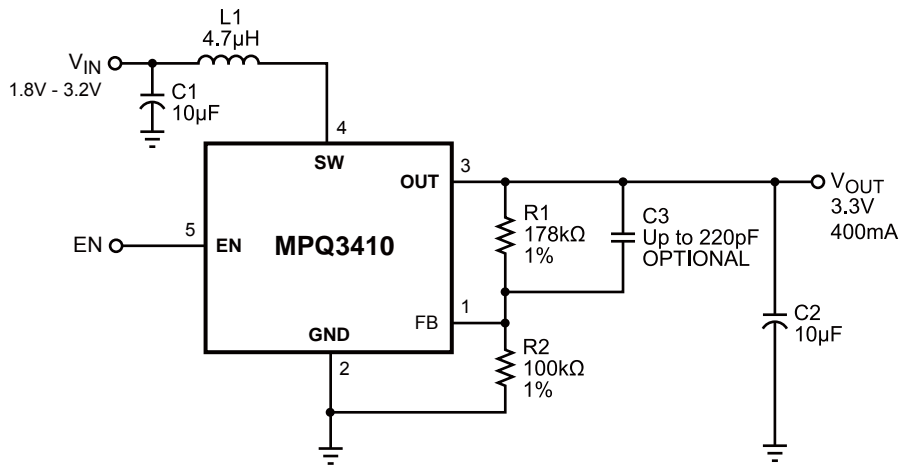 L1
4.7µH
VIN
1.8V - 3.2V
C1
10µF
4
SW
3
OUT
VOUT
3.3V
400mA
R1
178kΩ
1%
C3
Up to 220pF
OPTIONAL
5
EN
EN
MPQ3410
1
FB
C2
10µF
GND
2
R2
100kΩ
1%